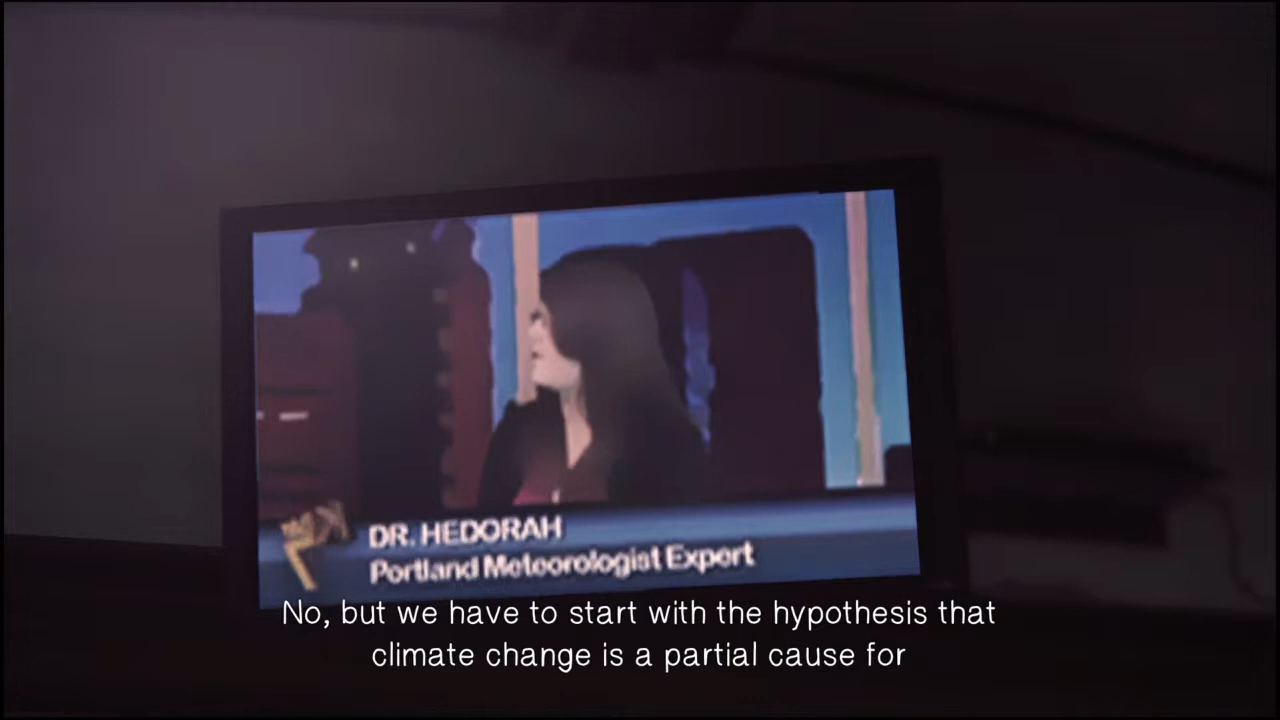 DR. HEDORAH
Portland Meteorologist Expert
No, but we have to start with the hypothesis that
climate change is a partial cause for